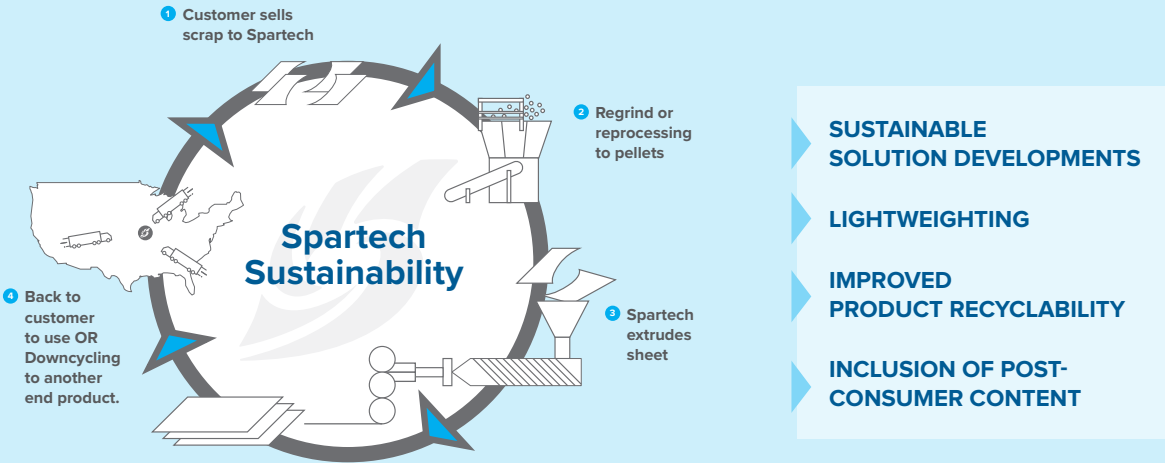 1 Customer sells
scrap to Spartech
2 Regrind or
reprocessing
to pellets
3 Spartech
extrudes
sheet
4 Back to
customer
to use OR
Downcycling
to another
end product.
Spartech
Sustainability
SUSTAINABLE
SOLUTION DEVELOPMENTS
LIGHTWEIGHTING
IMPROVED
PRODUCT RECYCLABILITY
INCLUSION OF POST-
CONSUMER CONTENT